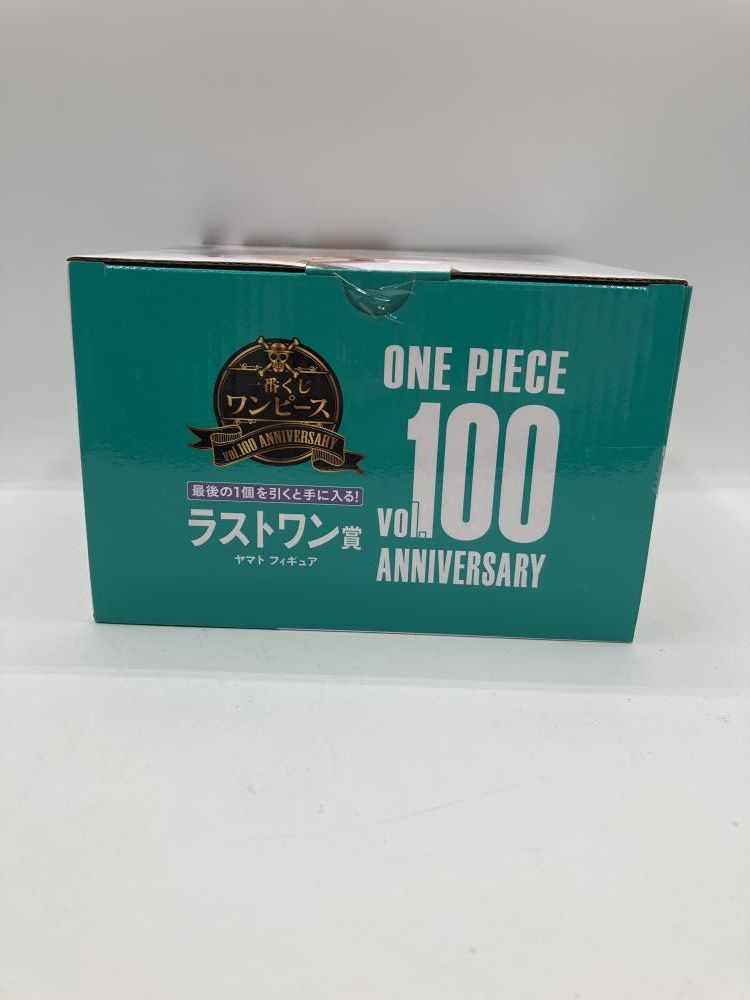 一番くじ
ワンピース
vol.100 ANNIVERSARY
最後の1個を引くと手に入る!
ラストワン賞
ヤマト フィギュア
ONE PIECE
vol.100
ANNIVERSARY